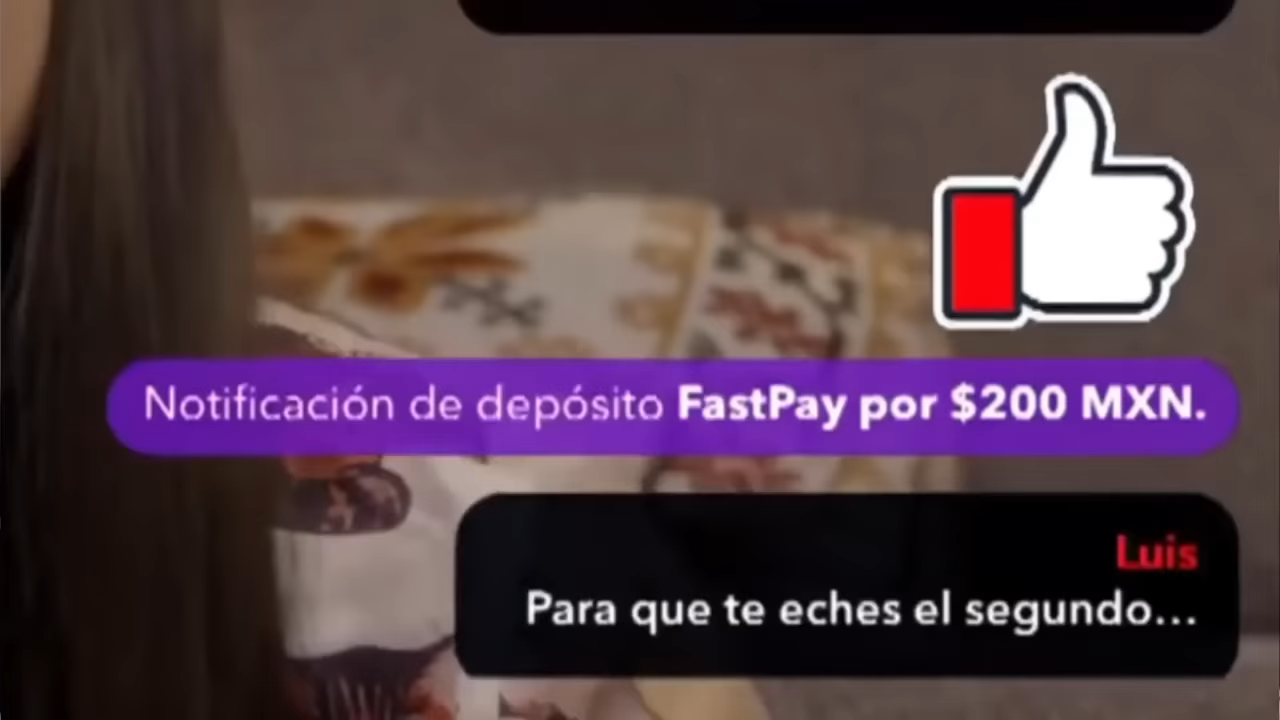 Notificación de depósito FastPay por $200 MXN.
Luis
Para que te eches el segundo...